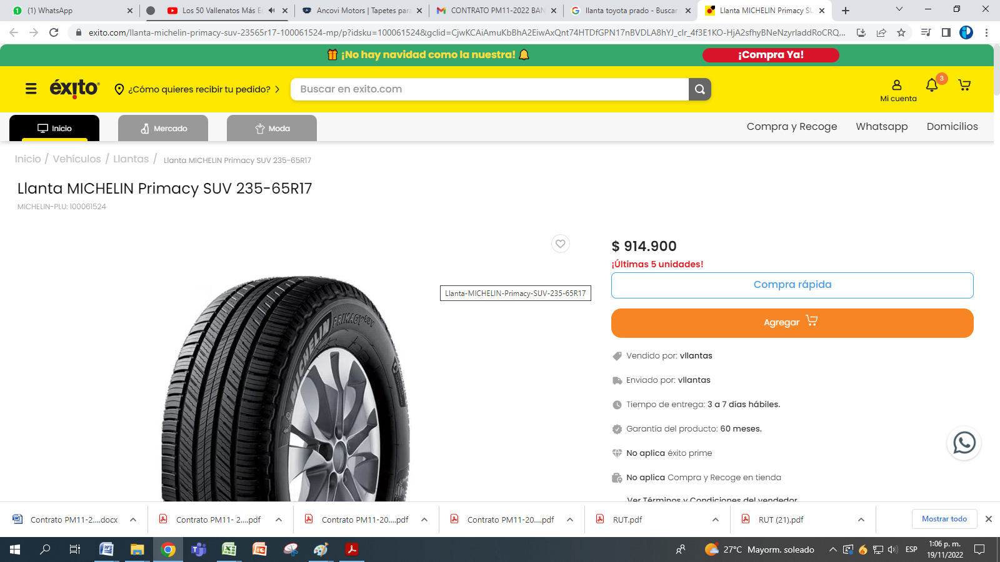 (1) WhatsApp
Los 50 Vallenatos Más E
Ancovi Motors | Tapetes para
CONTRATO PM11-2022 BAN
llanta toyota prado - Buscar
Llanta MICHELIN Primacy SU
exito.com/llanta-michelin-primacy-suv-23565r17-100061524-mp/p?idsku=100061524&gclid=CjwKCAiAmuKbBhA2EiwAxQnt74HTDfGPN17nBVDLA8hYJ_clr_4f3E1KO-HjA2sfhyBNeNzyrladdRoCRQ...
¡No hay navidad como la nuestra!
¡Compra Ya!
éxito
¿Cómo quieres recibir tu pedido?
Buscar en exito.com
Mi cuenta
3
Inicio
Mercado
Moda
Compra y Recoge
Whatsapp
Domicilios
Inicio / Vehículos / Llantas / Llanta MICHELIN Primacy SUV 235-65R17
Llanta MICHELIN Primacy SUV 235-65R17
MICHELIN-PLU: 100061524
MICHELIN PRIMACY SUV
MICHELIN
Llanta-MICHELIN-Primacy-SUV-235-65R17
$ 914.900
¡Últimas 5 unidades!
Compra rápida
Agregar
Vendido por: vllantas
Enviado por: vllantas
Tiempo de entrega: 3 a 7 días hábiles.
Garantía del producto: 60 meses.
No aplica éxito prime
No aplica Compra y Recoge en tienda
Ver Términos y Condiciones del vendedor
Contrato PM11-2....docx
Contrato PM11- 2....pdf
Contrato PM11-20....pdf
Contrato PM11-20....pdf
RUT.pdf
RUT (21).pdf
Mostrar todo
27°C Mayorm. soleado
ESP
1:06 p. m.
19/11/2022